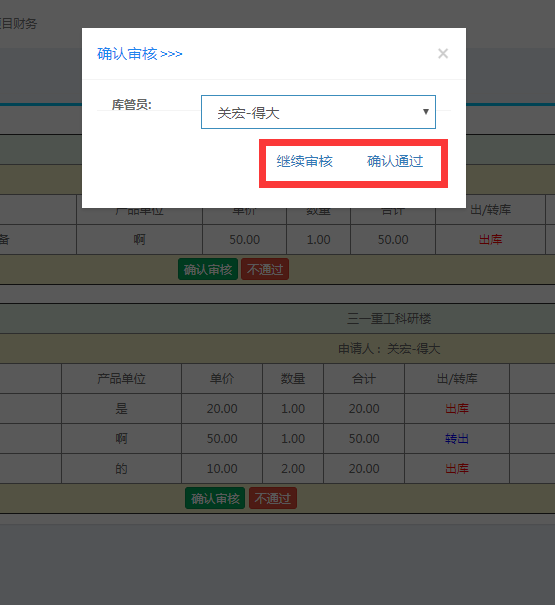 项目财务
确认审核 >>>
×
库管员:
关宏-得大
继续审核 确认通过
产品单位 单价 数量 合计 出/转库
备 啊 50.00 1.00 50.00 出库
确认审核 不通过
三一重工科研楼
申请人： 关宏-得大
产品单位 单价 数量 合计 出/转库
是 20.00 1.00 20.00 出库
啊 50.00 1.00 50.00 转出
的 10.00 2.00 20.00 出库
确认审核 不通过